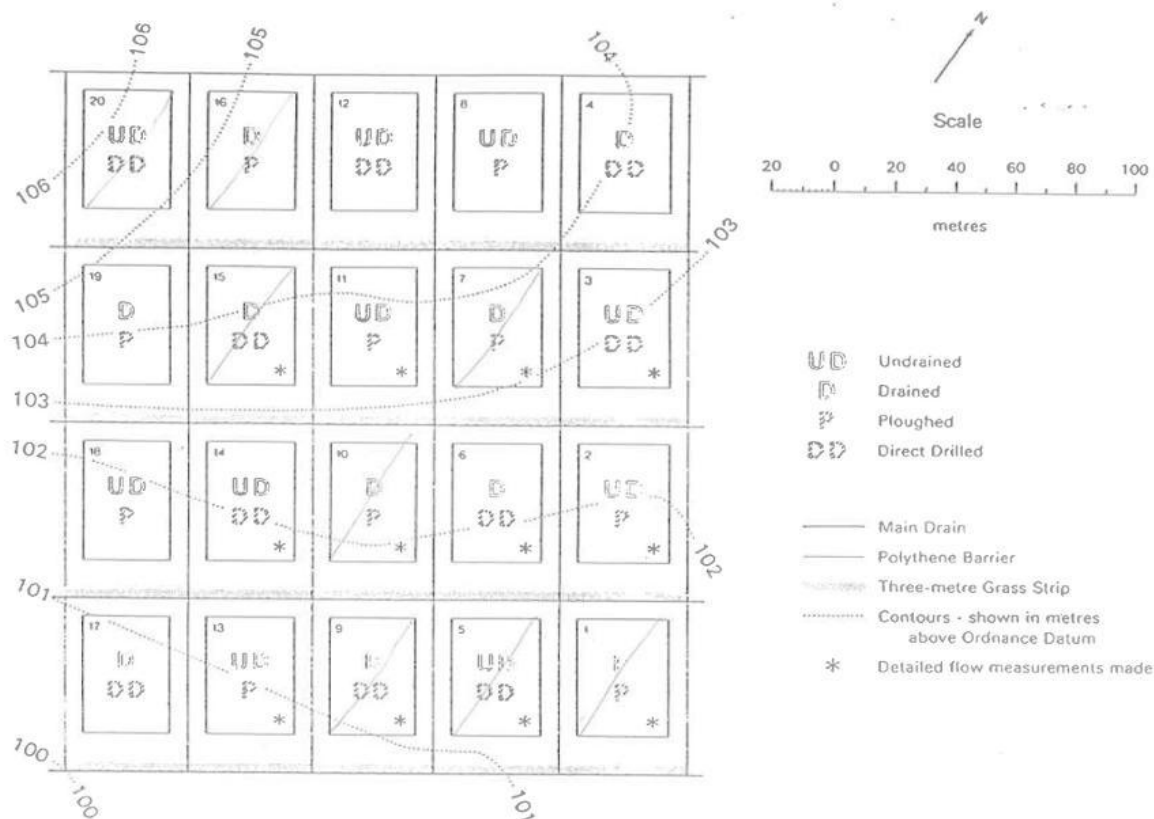 106
105
104
N
20 16 12 8 4
UD D UD UD D
DD P DD P DD
Scale
20 0 20 40 60 80 100
metres
106
103
105
19 15 11 7 3
D D UD D UD
P DD P P DD
* * * *
104
103
UD Undrained
D Drained
P Ploughed
DD Direct Drilled
102
18 14 10 6 2
UD UD D D UD
P DD P DD P
* * * *
102
Main Drain
Polythene Barrier
Three-metre Grass Strip
Contours - shown in metres
above Ordnance Datum
* Detailed flow measurements made
101
17 13 9 5 1
D UD D UD D
DD P DD DD P
* * * *
100
100
101